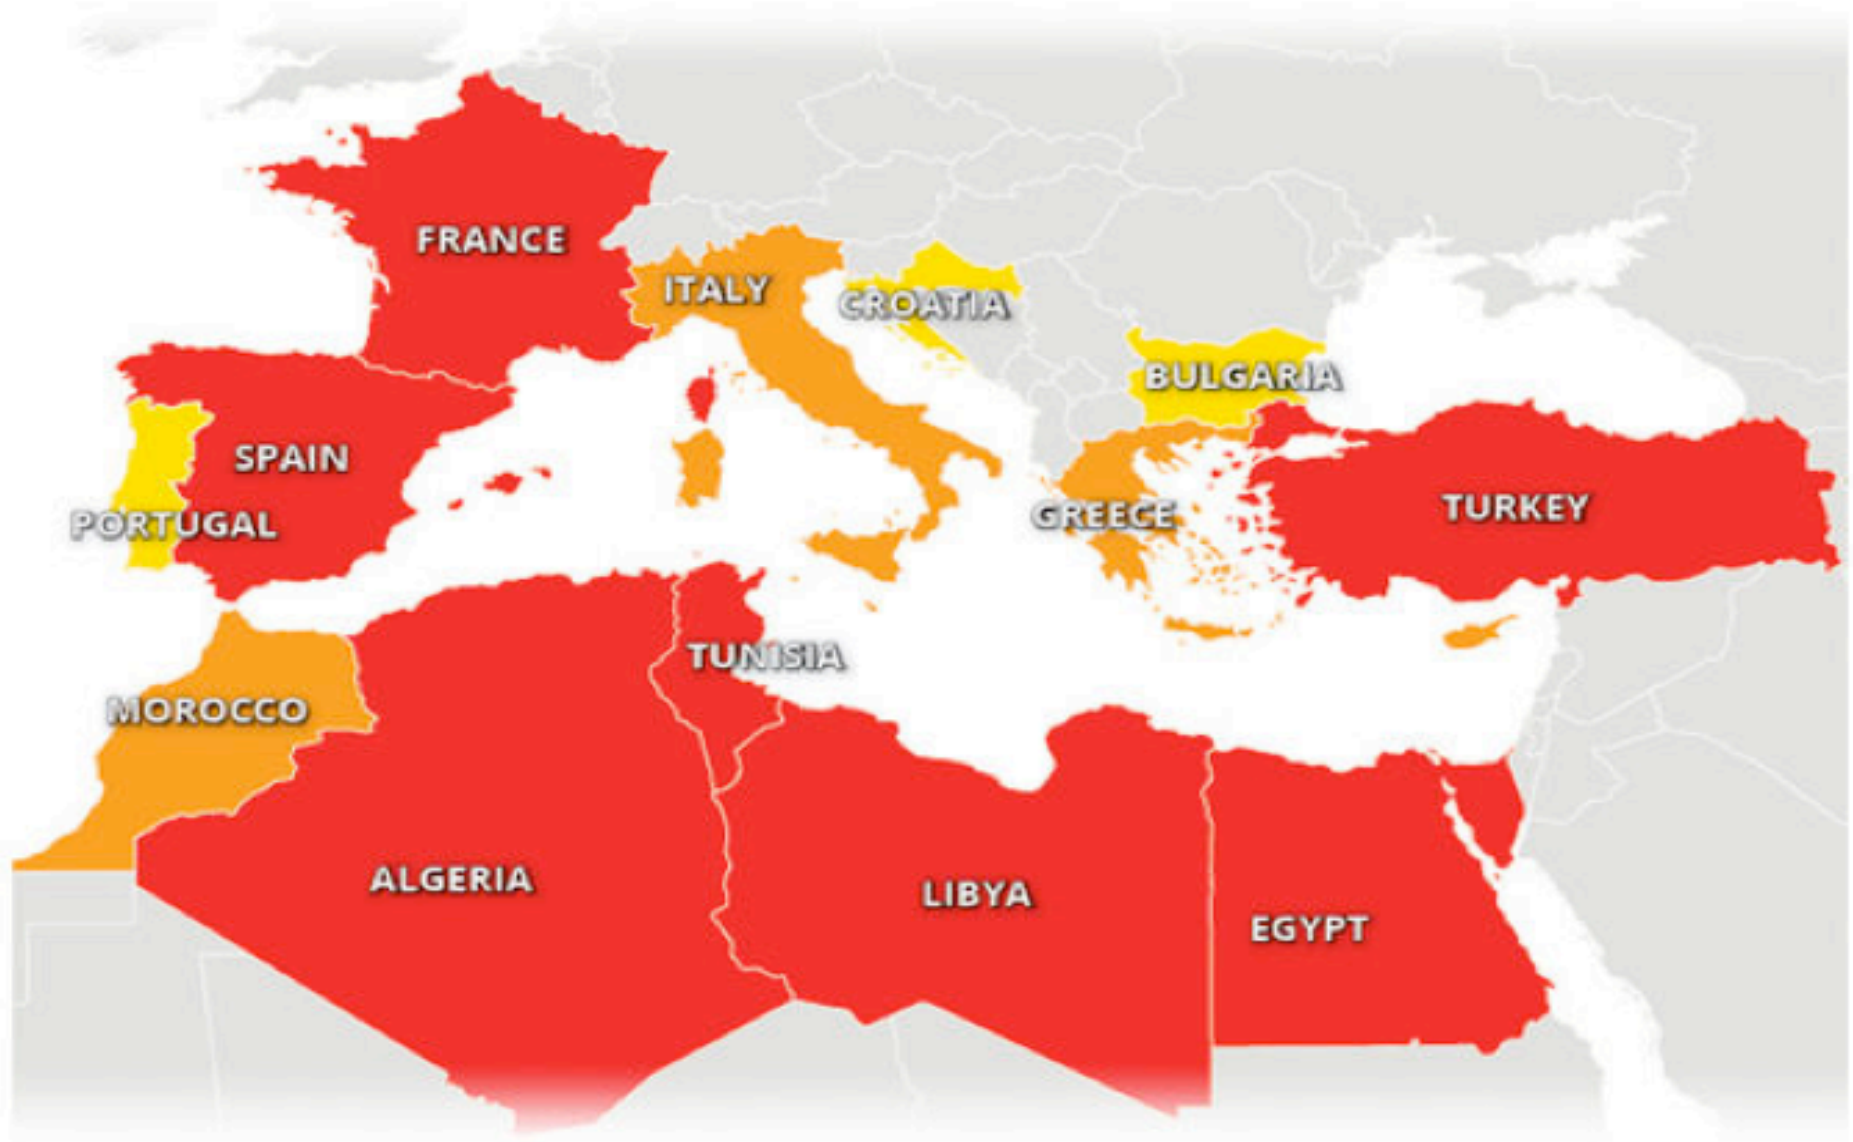 FRANCE
ITALY
CROATIA
BULGARIA
SPAIN
PORTUGAL
GREECE
TURKEY
TUNISIA
MOROCCO
ALGERIA
LIBYA
EGYPT